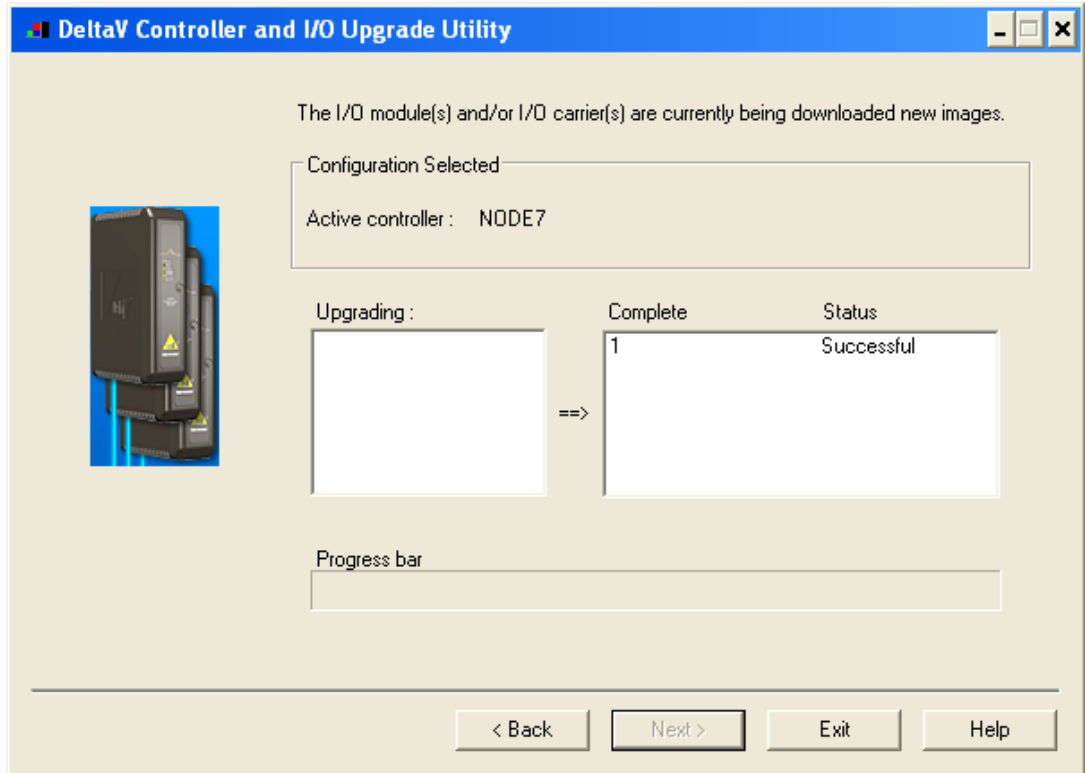 DeltaV Controller and I/O Upgrade Utility
The I/O module(s) and/or I/O carrier(s) are currently being downloaded new images.
Configuration Selected
Active controller : NODE7
Upgrading :
Complete Status
1 Successful
==>
Progress bar
< Back Next > Exit Help